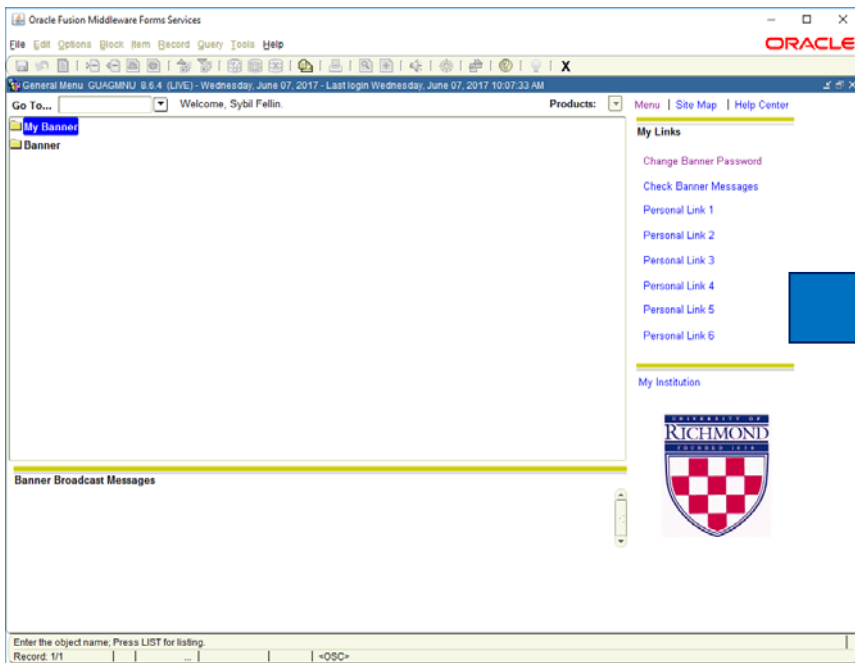 Oracle Fusion Middleware Forms Services
File Edit Options Block Item Record Query Tools Help
ORACLE
General Menu GUAGMNU 8.6.4 (LIVE) - Wednesday, June 07, 2017 - Last login Wednesday, June 07, 2017 10:07:33 AM
Go To... Welcome, Sybil Fellin. Products: Menu | Site Map | Help Center
My Banner
Banner
My Links
Change Banner Password
Check Banner Messages
Personal Link 1
Personal Link 2
Personal Link 3
Personal Link 4
Personal Link 5
Personal Link 6
My Institution
UNIVERSITY OF
RICHMOND
FOUNDED 1830
Banner Broadcast Messages
Enter the object name; Press LIST for listing.
Record: 1/1 | | ... | | | <OSC>